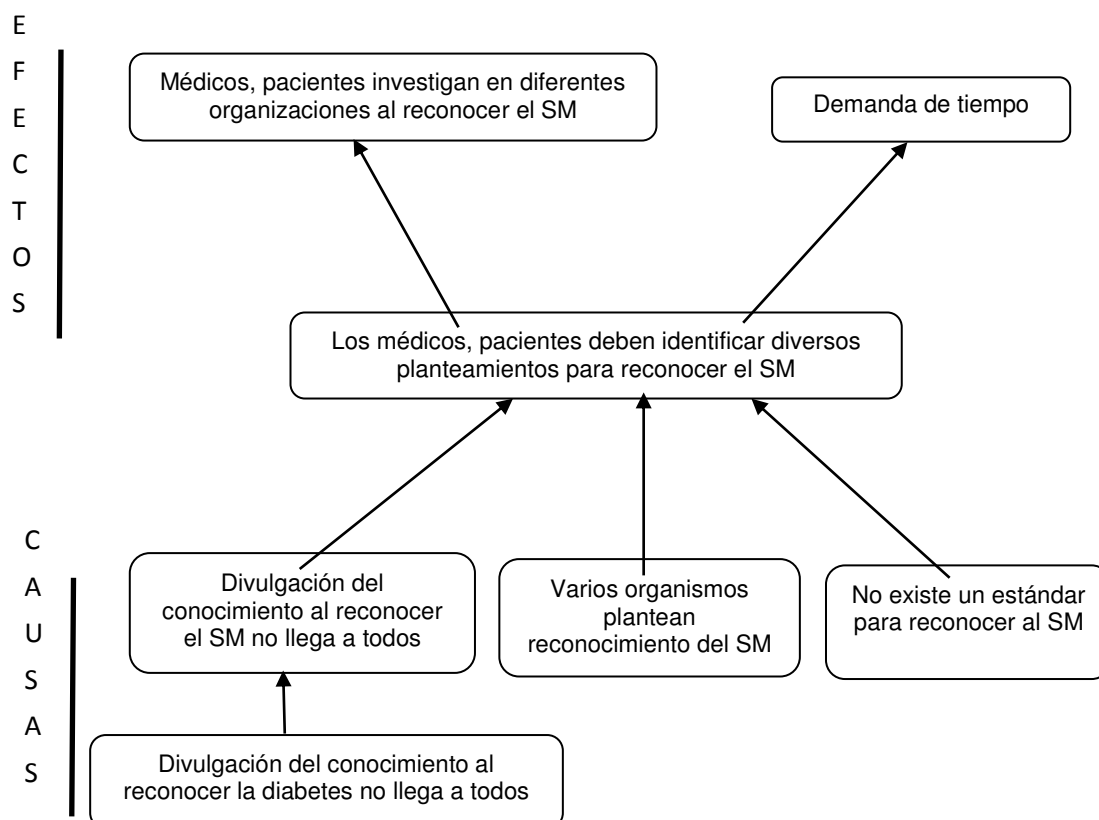 E
F
E
C
T
O
S
Médicos, pacientes investigan en diferentes
organizaciones al reconocer el SM
Demanda de tiempo
Los médicos, pacientes deben identificar diversos
planteamientos para reconocer el SM
C
A
U
S
A
S
Divulgación del
conocimiento al reconocer
el SM no llega a todos
Varios organismos
plantean
reconocimiento del SM
No existe un estándar
para reconocer al SM
Divulgación del conocimiento al
reconocer la diabetes no llega a todos